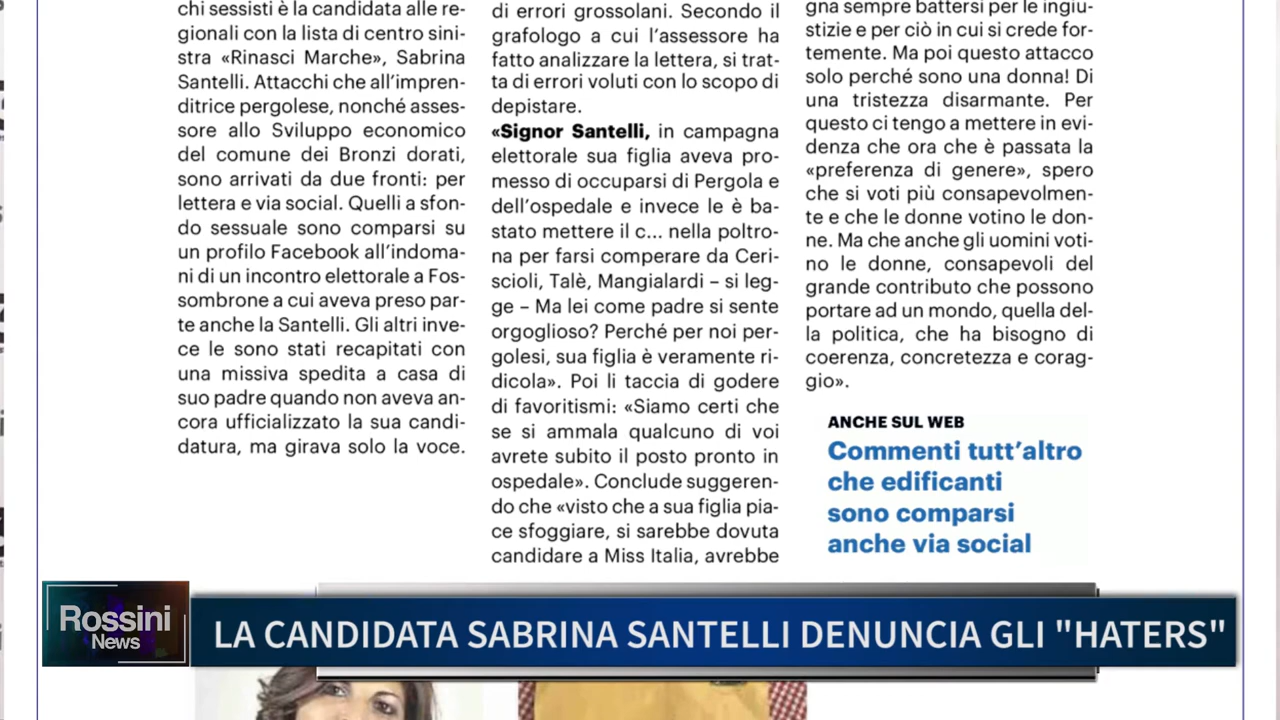 chi sessisti è la candidata alle re-
gionali con la lista di centro sini-
stra «Rinasci Marche», Sabrina
Santelli. Attacchi che all'impren-
ditrice pergolese, nonché asses-
sore allo Sviluppo economico
del comune dei Bronzi dorati,
sono arrivati da due fronti: per
lettera e via social. Quelli a sfon-
do sessuale sono comparsi su
un profilo Facebook all'indoma-
ni di un incontro elettorale a Fos-
sombrone a cui aveva preso par-
te anche la Santelli. Gli altri inve-
ce le sono stati recapitati con
una missiva spedita a casa di
suo padre quando non aveva an-
cora ufficializzato la sua candi-
datura, ma girava solo la voce.
di errori grossolani. Secondo il
grafologo a cui l'assessore ha
fatto analizzare la lettera, si trat-
ta di errori voluti con lo scopo di
depistare.
«Signor Santelli, in campagna
elettorale sua figlia aveva pro-
messo di occuparsi di Pergola e
dell'ospedale e invece le è ba-
stato mettere il c... nella poltro-
na per farsi comperare da Ceri-
scioli, Talè, Mangialardi – si leg-
ge – Ma lei come padre si sente
orgoglioso? Perché per noi per-
golesi, sua figlia è veramente ri-
dicola». Poi li taccia di godere
di favoritismi: «Siamo certi che
se si ammala qualcuno di voi
avrete subito il posto pronto in
ospedale». Conclude suggeren-
do che «visto che a sua figlia pia-
ce sfoggiare, si sarebbe dovuta
candidare a Miss Italia, avrebbe
gna sempre battersi per le ingiu-
stizie e per ciò in cui si crede for-
temente. Ma poi questo attacco
solo perché sono una donna! Di
una tristezza disarmante. Per
questo ci tengo a mettere in evi-
denza che ora che è passata la
«preferenza di genere», spero
che si voti più consapevolmen-
te e che le donne votino le don-
ne. Ma che anche gli uomini voti-
no le donne, consapevoli del
grande contributo che possono
portare ad un mondo, quella del-
la politica, che ha bisogno di
coerenza, concretezza e corag-
gio».
ANCHE SUL WEB
Commenti tutt'altro
che edificanti
sono comparsi
anche via social
Rossini
News
LA CANDIDATA SABRINA SANTELLI DENUNCIA GLI "HATERS"